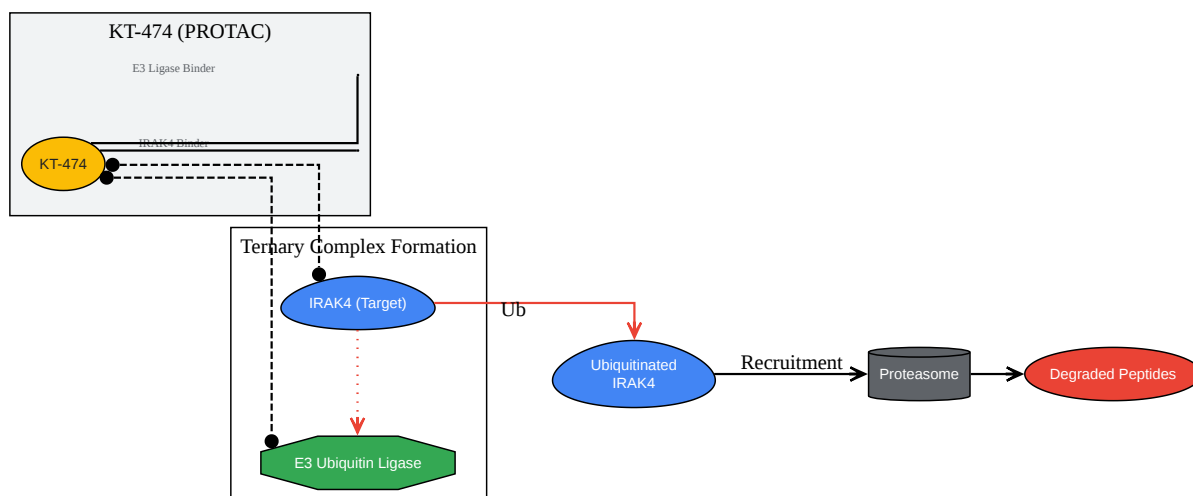 KT-474 (PROTAC)
E3 Ligase Binder
IRAK4 Binder
KT-474
Ternary Complex Formation
IRAK4 (Target)
Ub
Ubiquitinated
IRAK4
Recruitment
Proteasome
Degraded Peptides
E3 Ubiquitin Ligase